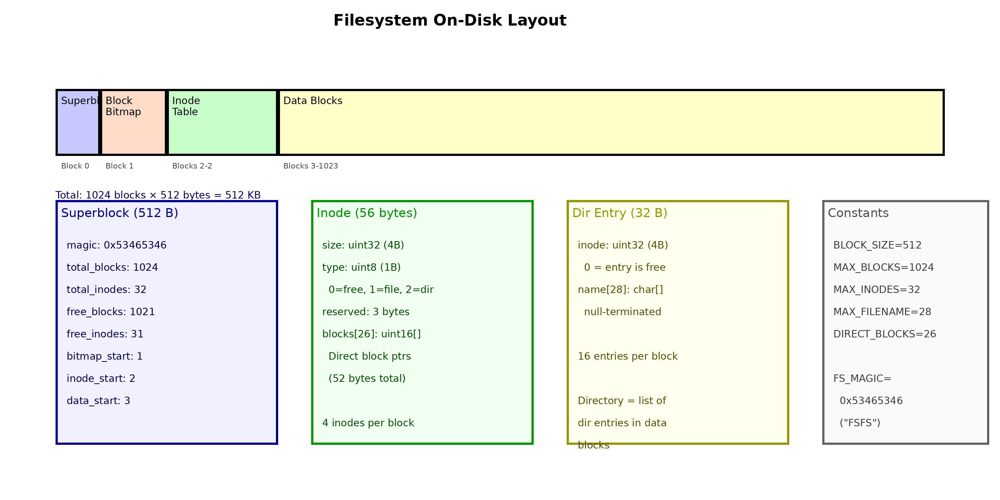 Filesystem On-Disk Layout
Superbl
Block
Bitmap
Inode
Table
Data Blocks
Block 0
Block 1
Blocks 2-2
Blocks 3-1023
Total: 1024 blocks × 512 bytes = 512 KB
Superblock (512 B)
magic: 0x53465346
total_blocks: 1024
total_inodes: 32
free_blocks: 1021
free_inodes: 31
bitmap_start: 1
inode_start: 2
data_start: 3
Inode (56 bytes)
size: uint32 (4B)
type: uint8 (1B)
0=free, 1=file, 2=dir
reserved: 3 bytes
blocks[26]: uint16[]
Direct block ptrs
(52 bytes total)
4 inodes per block
Dir Entry (32 B)
inode: uint32 (4B)
0 = entry is free
name[28]: char[]
null-terminated
16 entries per block
Directory = list of
dir entries in data
blocks
Constants
BLOCK_SIZE=512
MAX_BLOCKS=1024
MAX_INODES=32
MAX_FILENAME=28
DIRECT_BLOCKS=26
FS_MAGIC=
0x53465346
("FSFS")